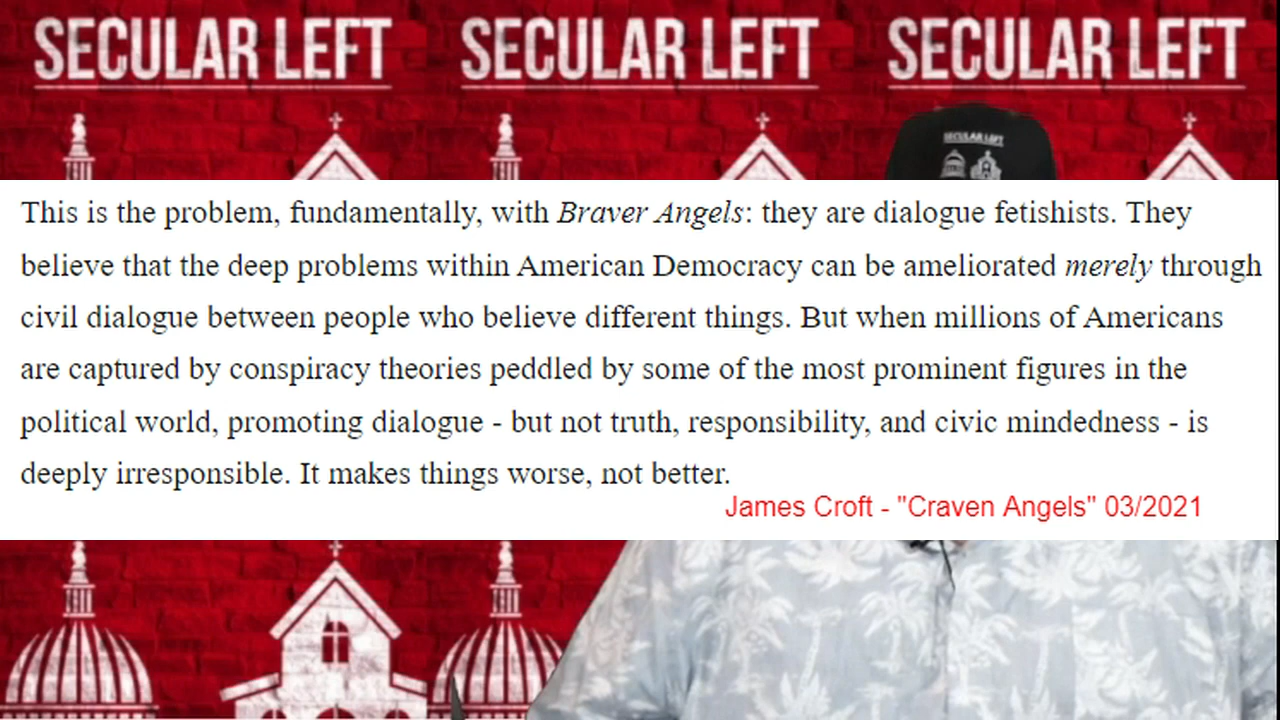 SECULAR LEFT SECULAR LEFT SECULAR LEFT
SECULAR LEFT
This is the problem, fundamentally, with Braver Angels: they are dialogue fetishists. They
believe that the deep problems within American Democracy can be ameliorated merely through
civil dialogue between people who believe different things. But when millions of Americans
are captured by conspiracy theories peddled by some of the most prominent figures in the
political world, promoting dialogue - but not truth, responsibility, and civic mindedness - is
deeply irresponsible. It makes things worse, not better.
James Croft - "Craven Angels" 03/2021